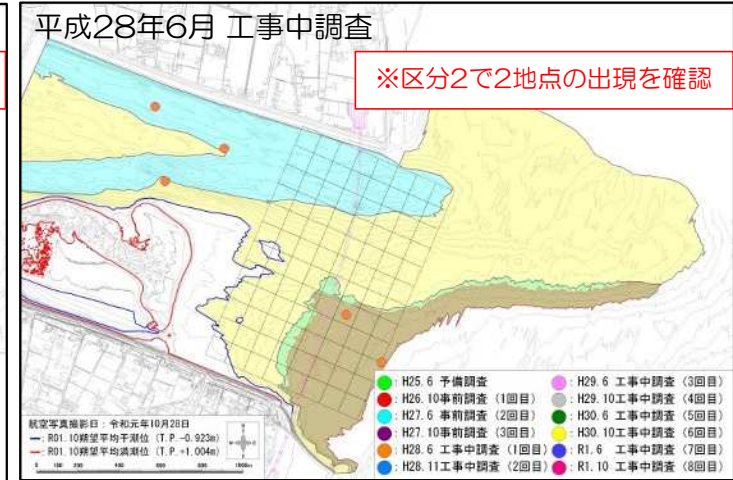 平成28年6月 工事中調査
※区分2で2地点の出現を確認
: H25.6 予備調査
: H26.10事前調査 (1回目)
: H27.6 事前調査 (2回目)
: H27.10事前調査 (3回目)
: H28.6 工事中調査 (1回目)
: H28.11工事中調査 (2回目)
: H29.6 工事中調査 (3回目)
: H29.10工事中調査 (4回目)
: H30.6 工事中調査 (5回目)
: H30.10工事中調査 (6回目)
: R1.6 工事中調査 (7回目)
: R1.10 工事中調査 (8回目)
航空写真撮影日: 令和元年10月28日
: R01.10朔望平均干潮位 (T.P.-0.923m)
: R01.10朔望平均満潮位 (T.P.+1.004m)
0 100 200 400 600 800 1000m